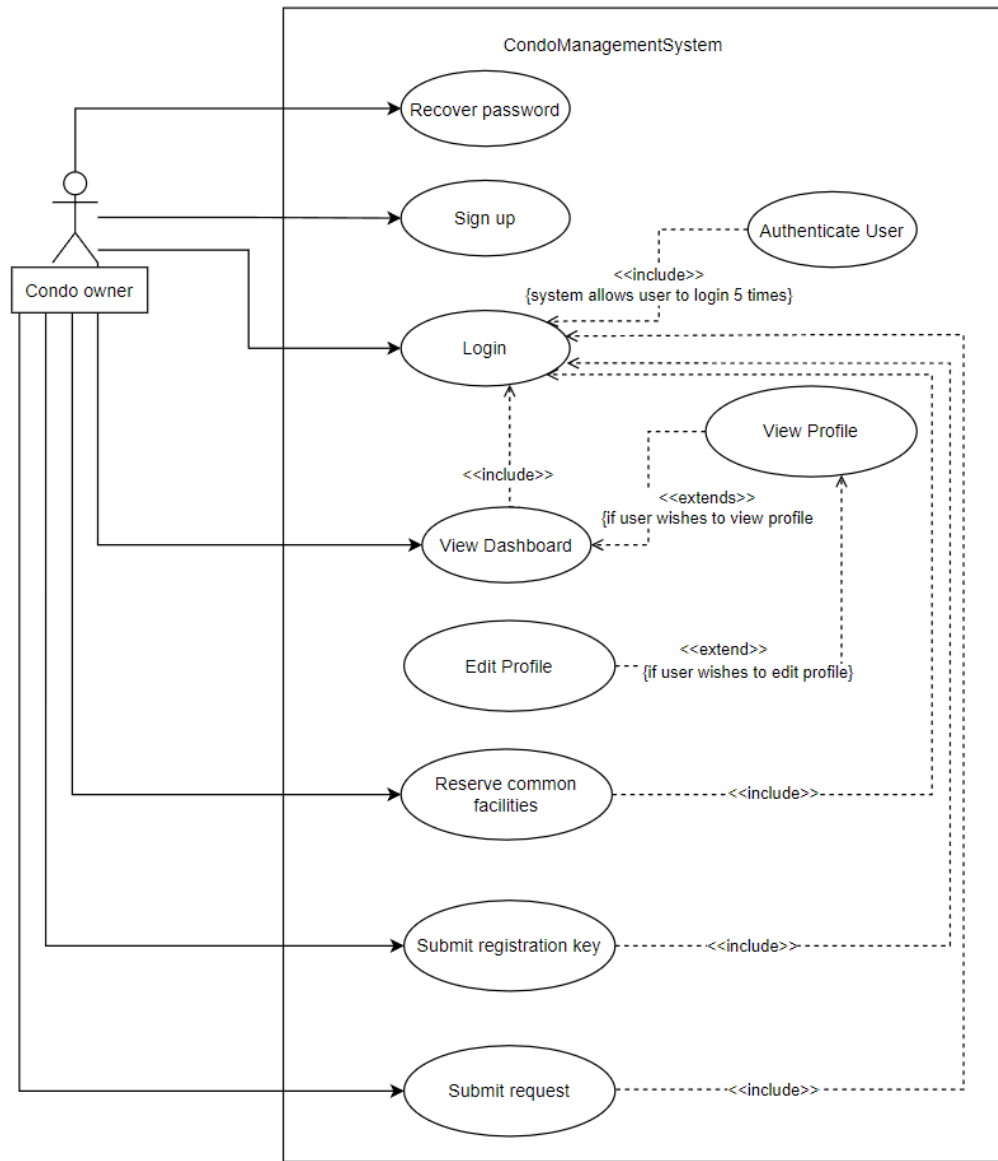 CondoManagementSystem
Recover password
Sign up
Authenticate User
<<include>>
{system allows user to login 5 times}
Condo owner
Login
View Profile
<<include>>
<<extends>>
{if user wishes to view profile
View Dashboard
<<extend>>
{if user wishes to edit profile}
Edit Profile
Reserve common
facilities
<<include>>
Submit registration key
<<include>>
Submit request
<<include>>